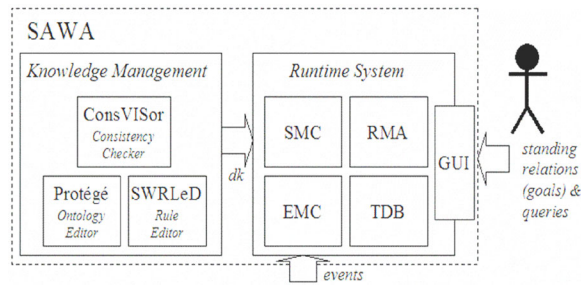 SAWA
Knowledge Management
ConsVISor
Consistency
Checker
Protégé
Ontology
Editor
SWRLeD
Rule
Editor
dk
Runtime System
SMC
RMA
EMC
TDB
GUI
events
standing
relations
(goals) &
queries